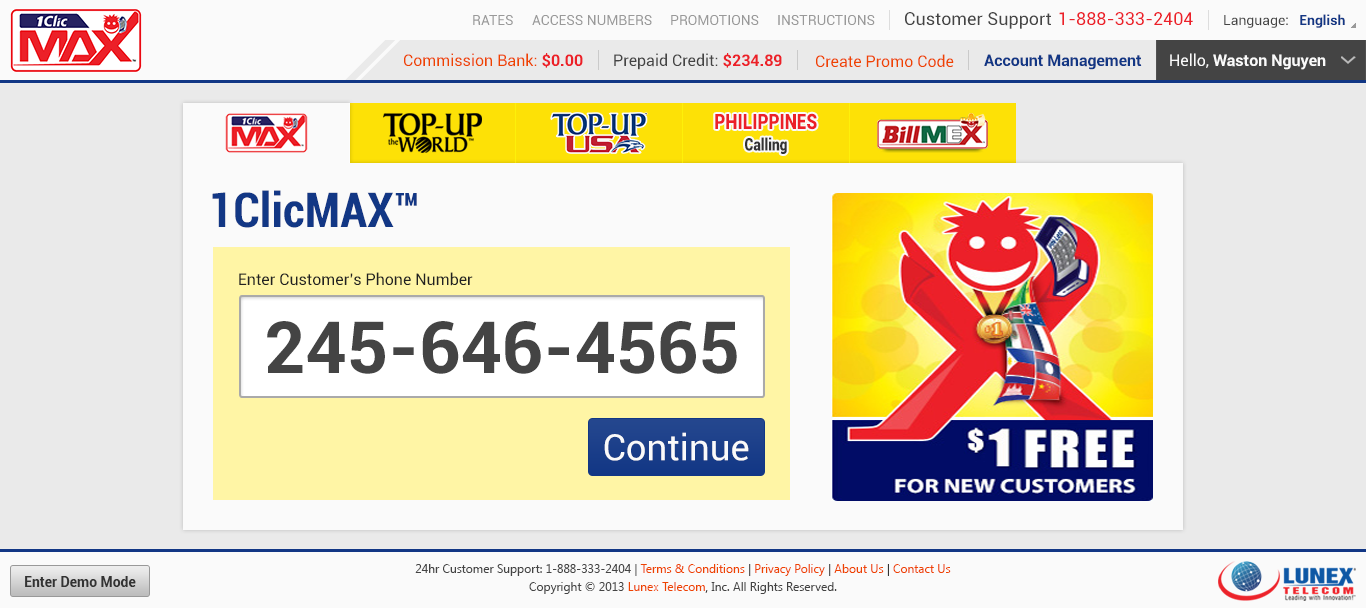 1Clic
MAX™
RATES ACCESS NUMBERS PROMOTIONS INSTRUCTIONS Customer Support 1-888-333-2404 Language: English
Commission Bank: $0.00 Prepaid Credit: $234.89 Create Promo Code Account Management Hello, Waston Nguyen
1Clic
MAX
TOP-UP
the WORLD™
TOP-UP
USA
PHILIPPINES
Calling
BillMEX
1ClicMAX™
Enter Customer's Phone Number
245-646-4565
Continue
$1
$1 FREE
FOR NEW CUSTOMERS
24hr Customer Support: 1-888-333-2404 | Terms & Conditions | Privacy Policy | About Us | Contact Us
Copyright © 2013 Lunex Telecom, Inc. All Rights Reserved.
Enter Demo Mode
LUNEX
TELECOM
Leading with Innovation!